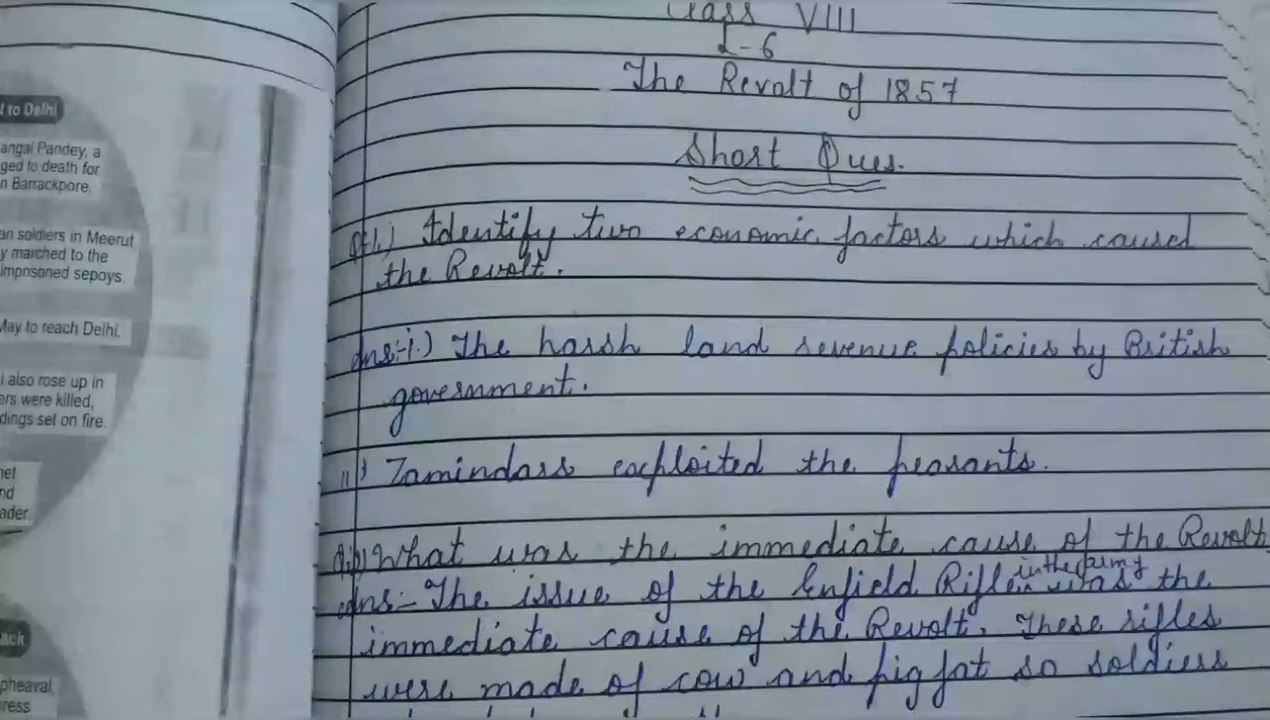 t to Delhi
angal Pandey, a
ged to death for
n Barrackpore.
an soldiers in Meerut
y marched to the
imprisoned sepoys.
May to reach Delhi.
i also rose up in
ers were killed,
dings set on fire.
net
nd
ader.
ack
pheaval,
press
Class VIII
L-6
The Revolt of 1857
Short Ques.
Q1.) Identify two economic factors which caused
the Revolt.
Ans:-i.) The harsh land revenue policies by British
government.
ii) Zamindars exploited the peasants.
What was the immediate cause of the Revolt
in the army
Ans:- The issue of the Enfield Rifles was the
immediate cause of the Revolt. These rifles
were made of cow and pig fat so soldiers